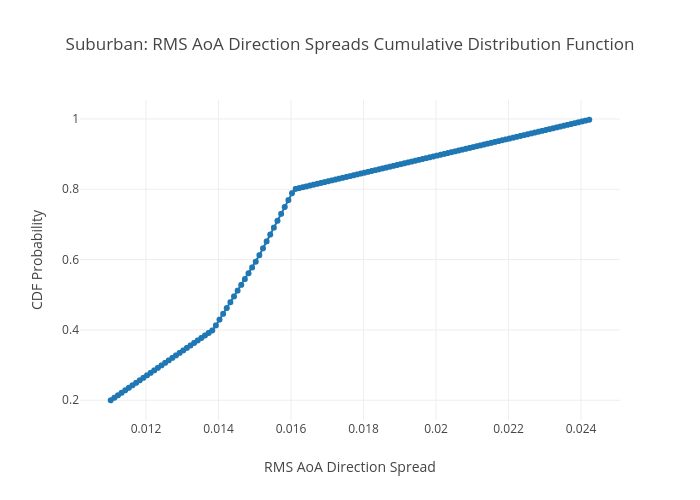 Suburban: RMS AoA Direction Spreads Cumulative Distribution Function
CDF Probability
1
0.8
0.6
0.4
0.2
0.012 0.014 0.016 0.018 0.02 0.022 0.024
RMS AoA Direction Spread